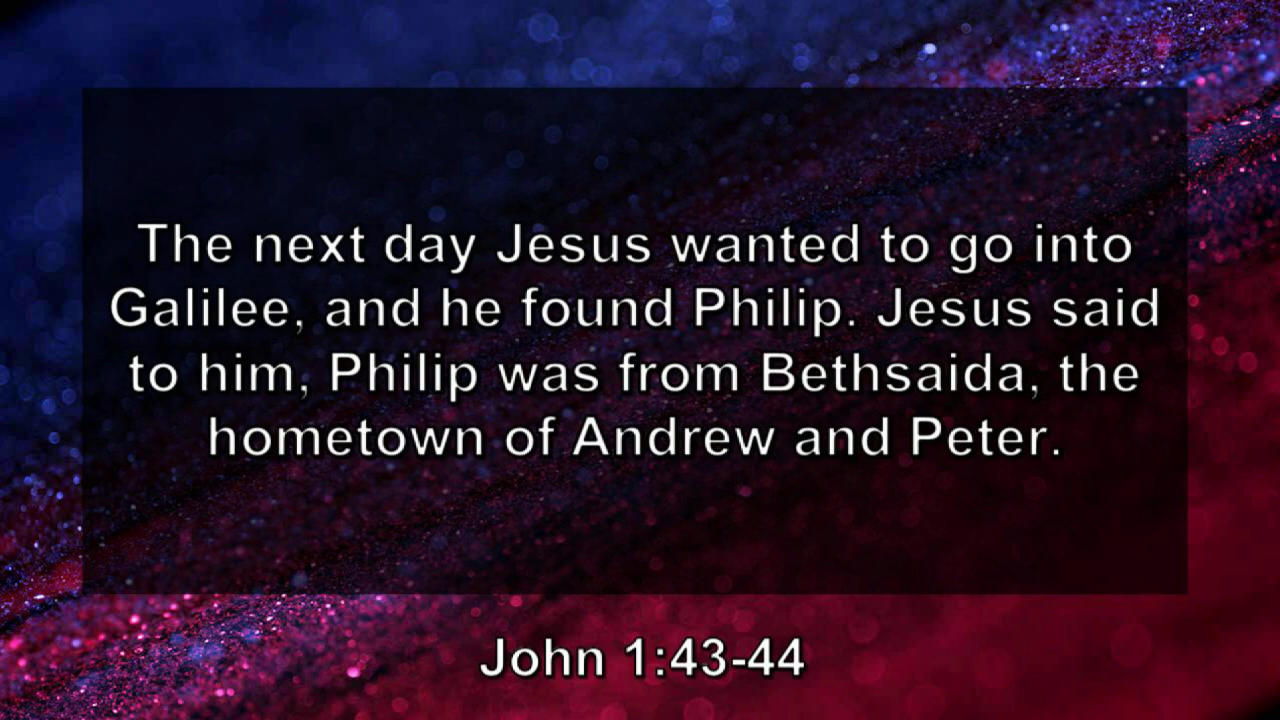 The next day Jesus wanted to go into
Galilee, and he found Philip. Jesus said
to him, Philip was from Bethsaida, the
hometown of Andrew and Peter.
John 1:43-44